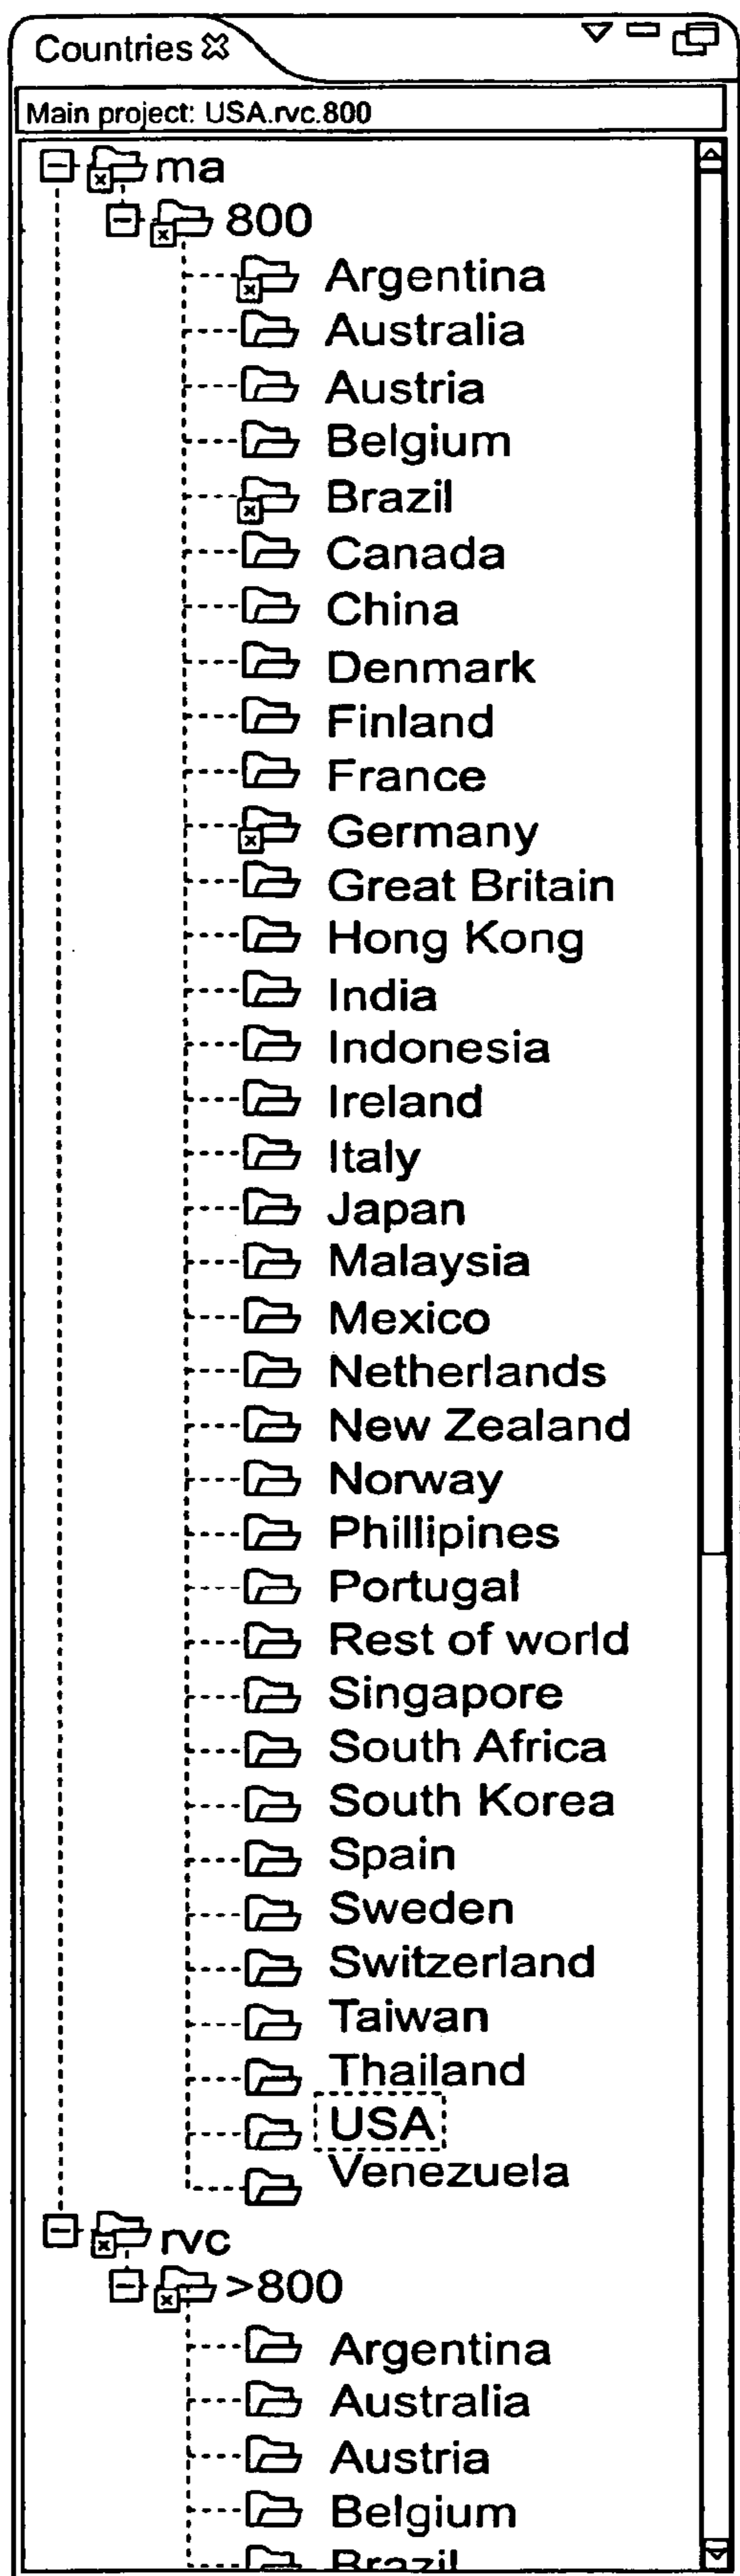 Countries
Main project: USA.rvc.800
ma
800
Argentina
Australia
Austria
Belgium
Brazil
Canada
China
Denmark
Finland
France
Germany
Great Britain
Hong Kong
India
Indonesia
Ireland
Italy
Japan
Malaysia
Mexico
Netherlands
New Zealand
Norway
Phillipines
Portugal
Rest of world
Singapore
South Africa
South Korea
Spain
Sweden
Switzerland
Taiwan
Thailand
USA
Venezuela
rvc
>800
Argentina
Australia
Austria
Belgium
Brazil